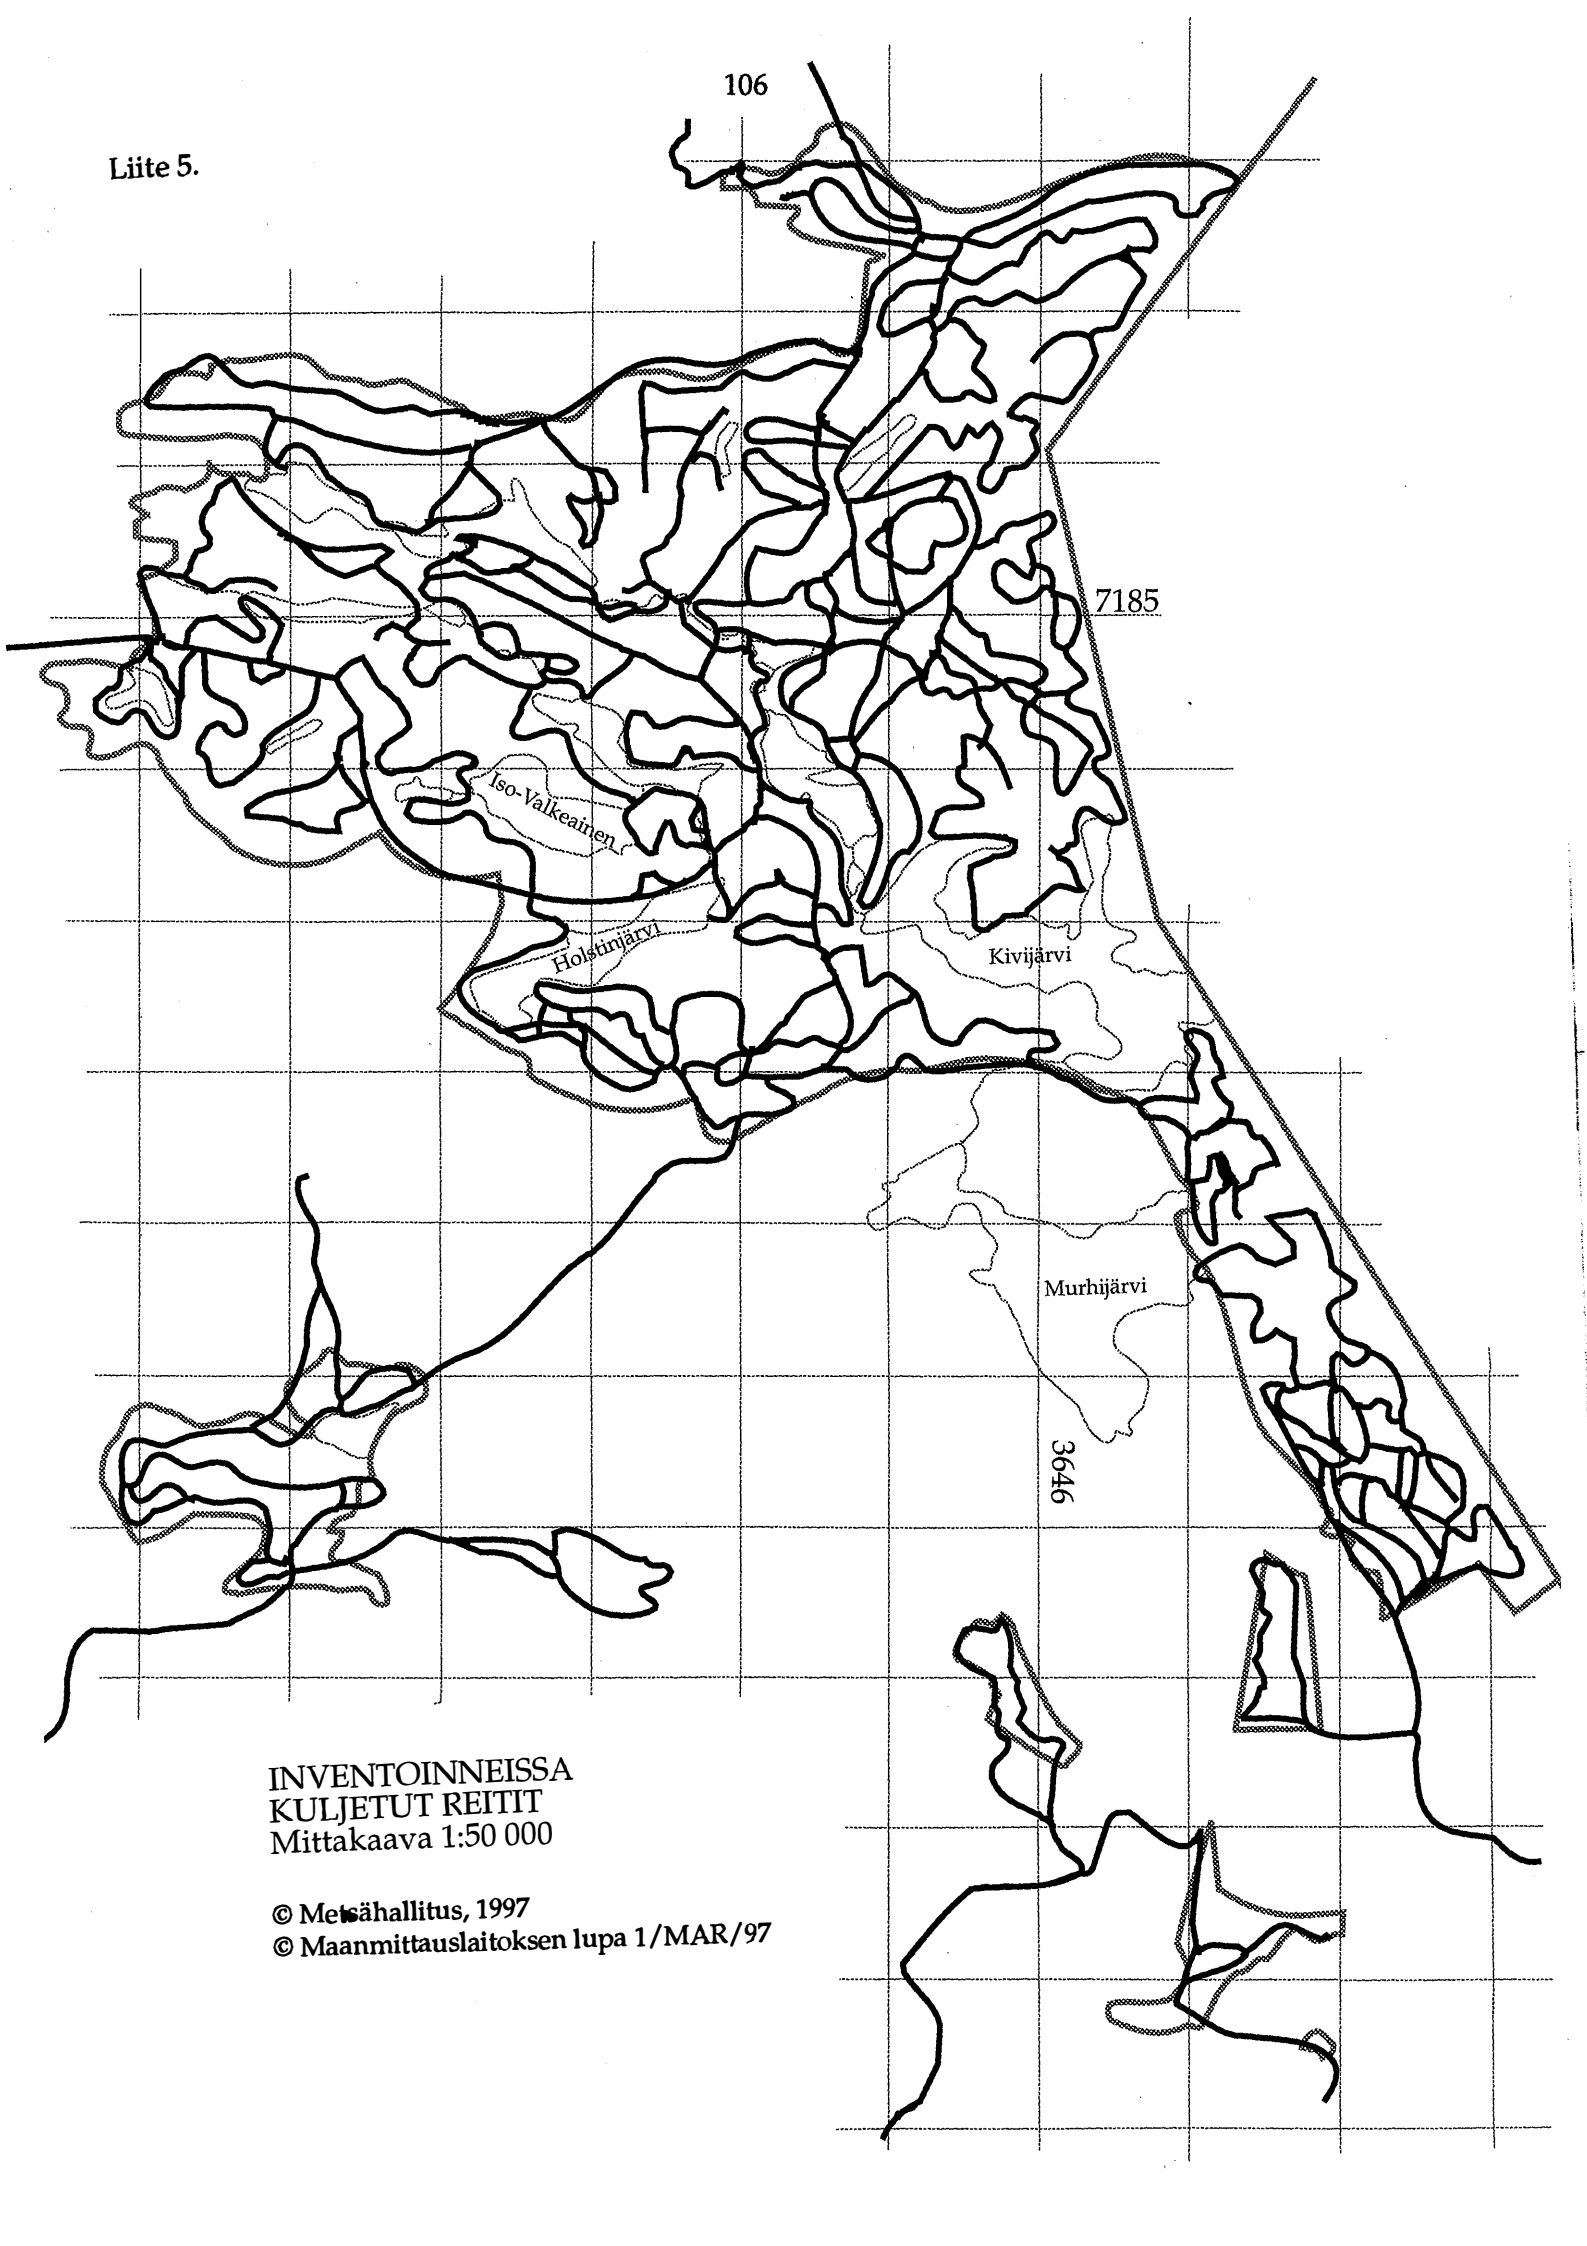 106
Liite 5.
7185
Iso-Valkeainen
Holstinjärvi
Kivijärvi
Murhijärvi
3646
INVENTOINNEISSA
KULJETUT REITIT
Mittakaava 1:50 000
© Metsähallitus, 1997
© Maanmittauslaitoksen lupa 1/MAR/97